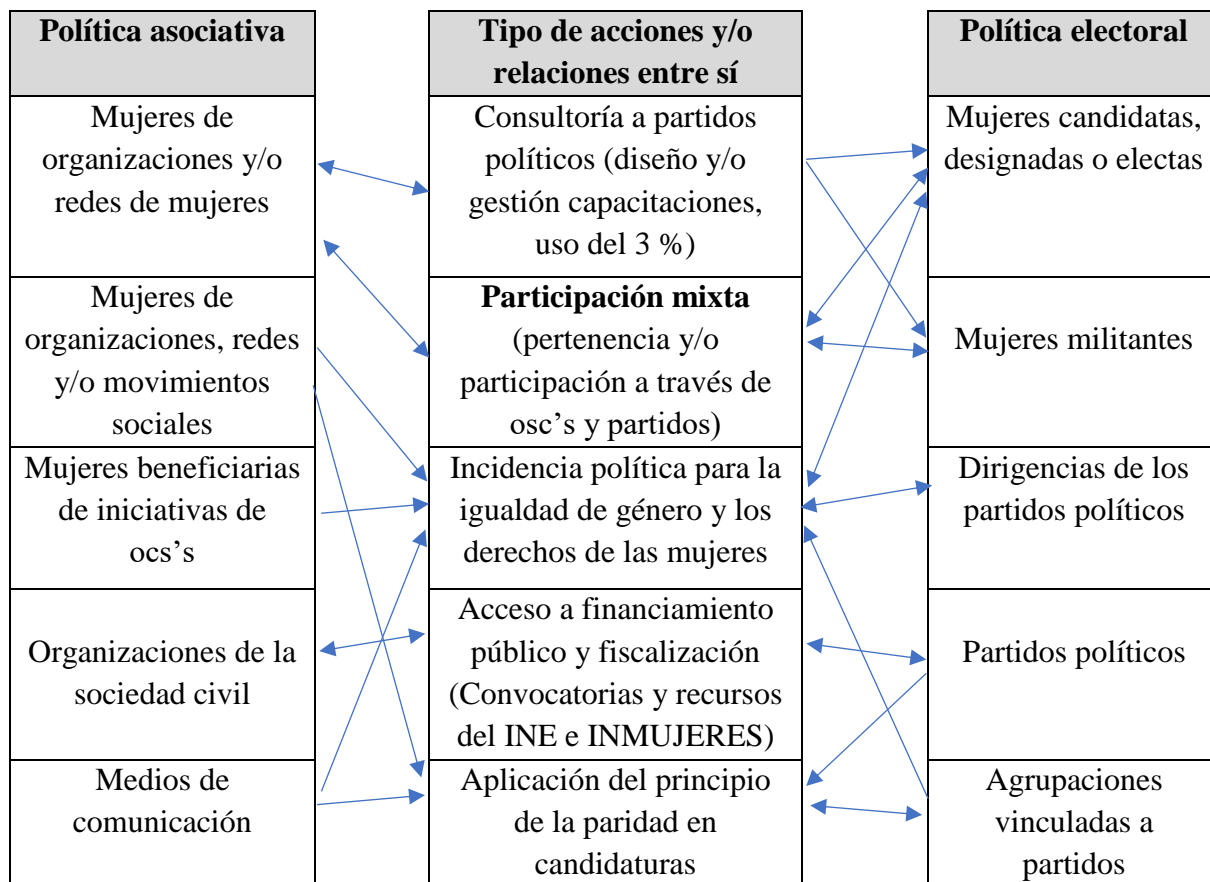 Política asociativa
Mujeres de
organizaciones y/o
redes de mujeres
Mujeres de
organizaciones, redes
y/o movimientos
sociales
Mujeres beneficiarias
de iniciativas de
ocs’s
Organizaciones de la
sociedad civil
Medios de
comunicación
Tipo de acciones y/o
relaciones entre sí
Consultoría a partidos
políticos (diseño y/o
gestión capacitaciones,
uso del 3 %)
Participación mixta
(pertenencia y/o
participación a través de
osc’s y partidos)
Incidencia política para la
igualdad de género y los
derechos de las mujeres
Acceso a financiamiento
público y fiscalización
(Convocatorias y recursos
del INE e INMUJERES)
Aplicación del principio
de la paridad en
candidaturas
Política electoral
Mujeres candidatas,
designadas o electas
Mujeres militantes
Dirigencias de los
partidos políticos
Partidos políticos
Agrupaciones
vinculadas a
partidos